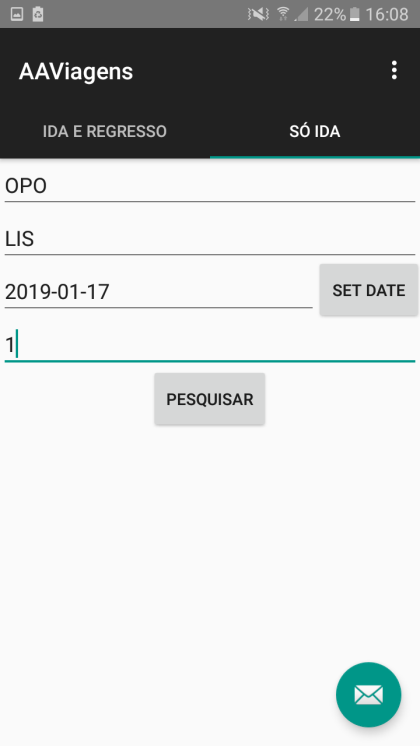 22% 16:08
AAViagens
IDA E REGRESSO SÓ IDA
OPO
LIS
2019-01-17 SET DATE
1
PESQUISAR